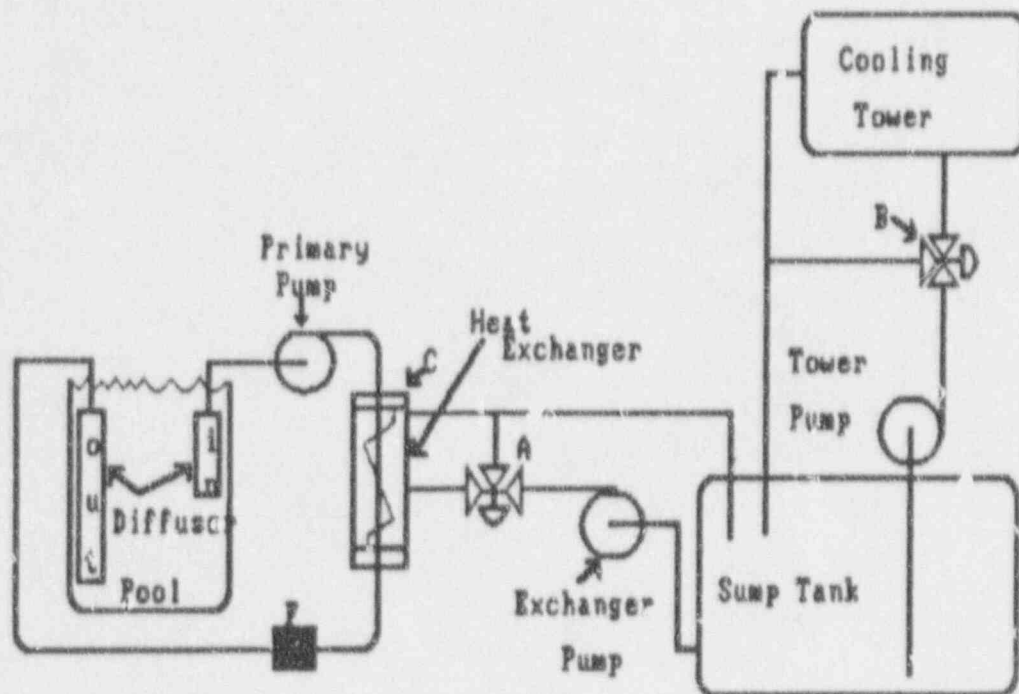 Cooling
Tower
B
Primary
Pump
Heat
Exchanger
C
Tower
Pump
A
o
u
t
i
n
Diffuser
Pool
F
Exchanger
Pump
Sump Tank